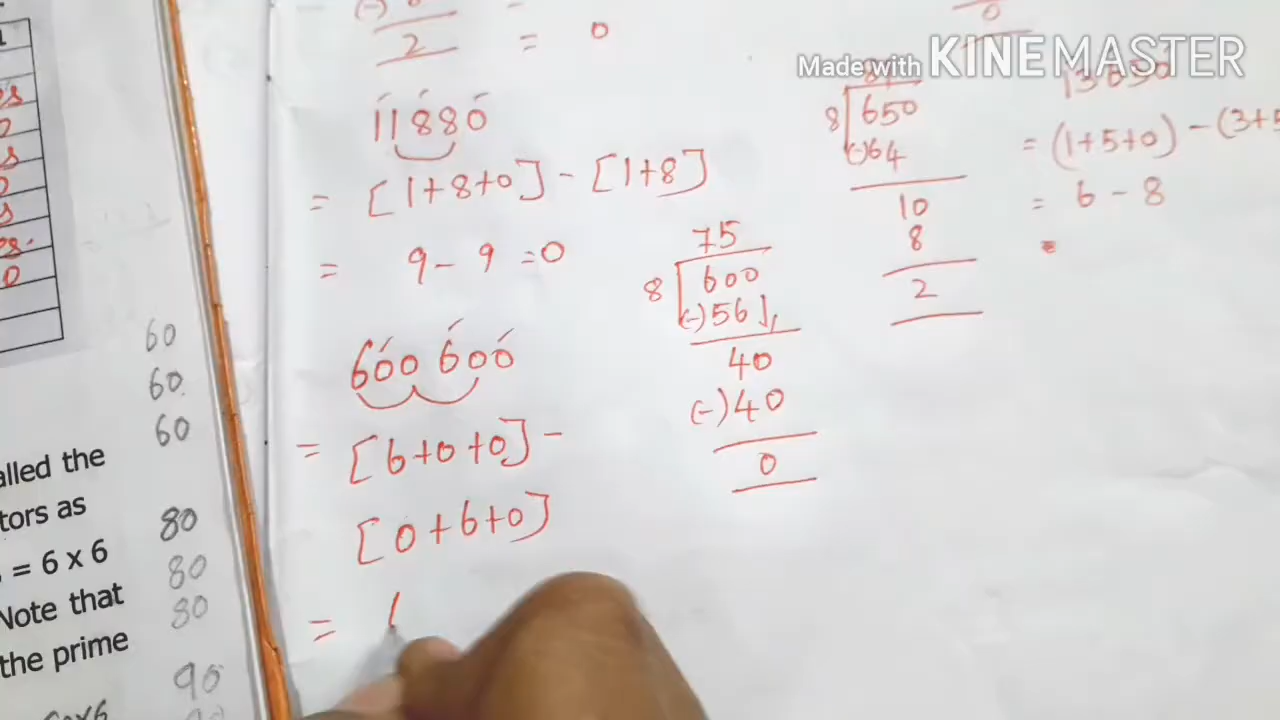 2 = 0
11880
= [1+8+0] - [1+8]
= 9 - 9 = 0
600600
= [6+0+0] -
[0+6+0]
=
75
8 600
(-)56
40
(-)40
0
Made with KINEMASTER
8 650
(-)64
10
8
2
0
= (1+5+0) - (3+5
= 6 - 8
60
60
60
80
80
80
90
alled the
tors as
= 6 x 6
Note that
the prime